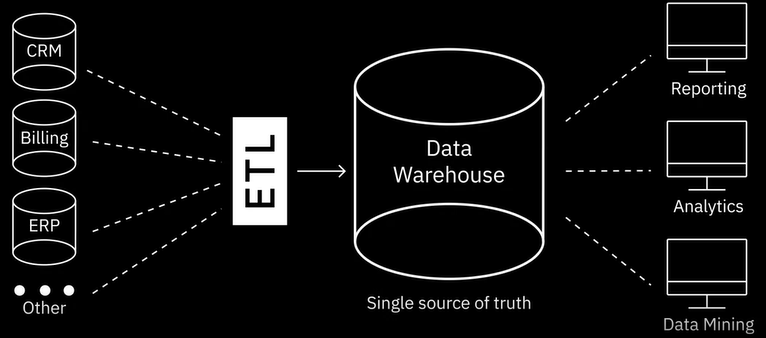 CRM
Billing
ERP
Other
ETL
Data
Warehouse
Single source of truth
Reporting
Analytics
Data Mining